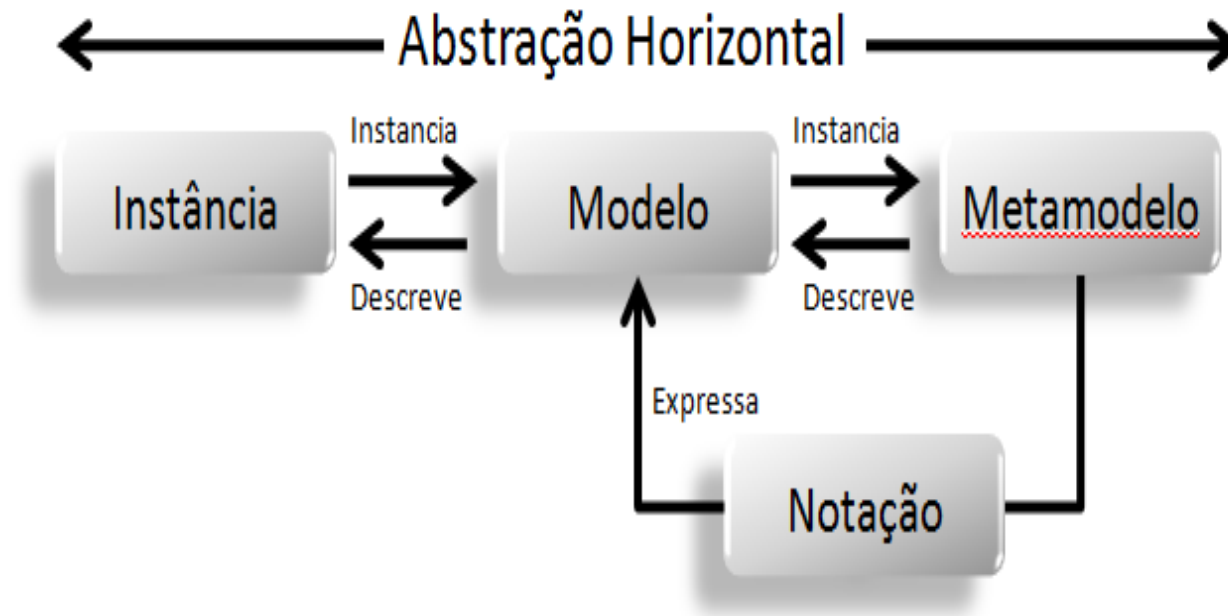 Abstração Horizontal
Instancia
Instancia
Instância
Modelo
Metamodelo
Descreve
Descreve
Expressa
Notação